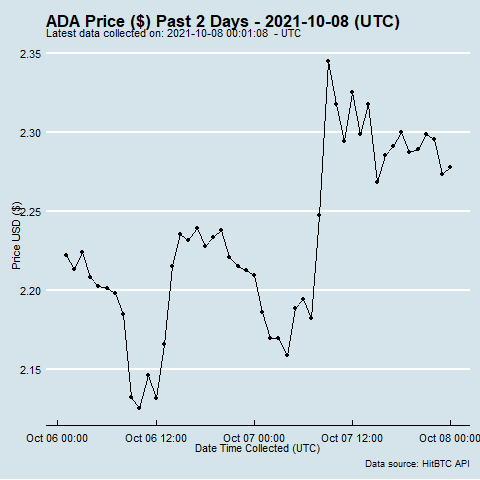 ADA Price ($) Past 2 Days - 2021-10-08 (UTC)
Latest data collected on: 2021-10-08 00:01:08 - UTC
2.35
2.30
2.25
2.20
2.15
Price USD ($)
Oct 06 00:00 Oct 06 12:00 Oct 07 00:00 Oct 07 12:00 Oct 08 00:00
Date Time Collected (UTC)
Data source: HitBTC API